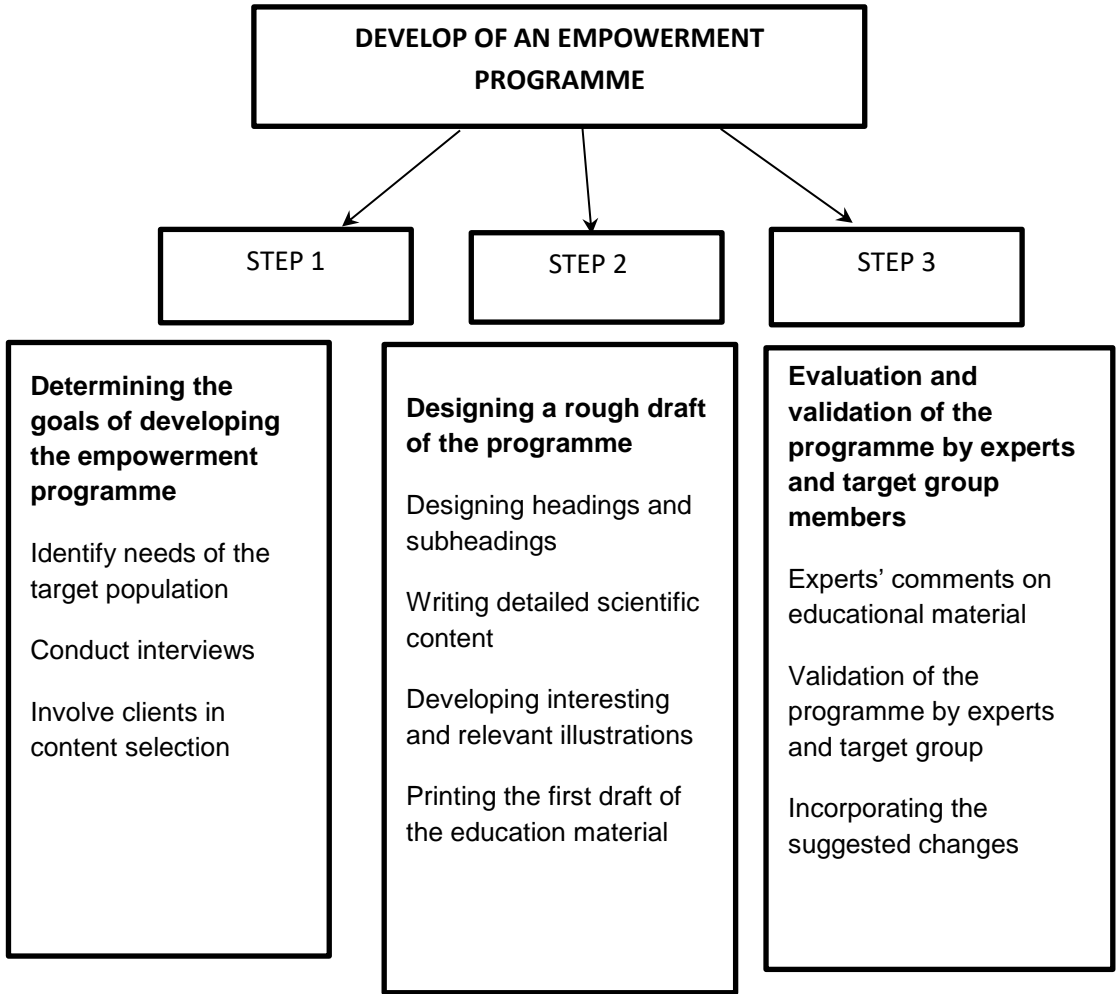 DEVELOP OF AN EMPOWERMENT
PROGRAMME
STEP 1
STEP 2
STEP 3
Determining the
goals of developing
the empowerment
programme
Identify needs of the
target population
Conduct interviews
Involve clients in
content selection
Designing a rough draft
of the programme
Designing headings and
subheadings
Writing detailed scientific
content
Developing interesting
and relevant illustrations
Printing the first draft of
the education material
Evaluation and
validation of the
programme by experts
and target group
members
Experts’ comments on
educational material
Validation of the
programme by experts
and target group
Incorporating the
suggested changes